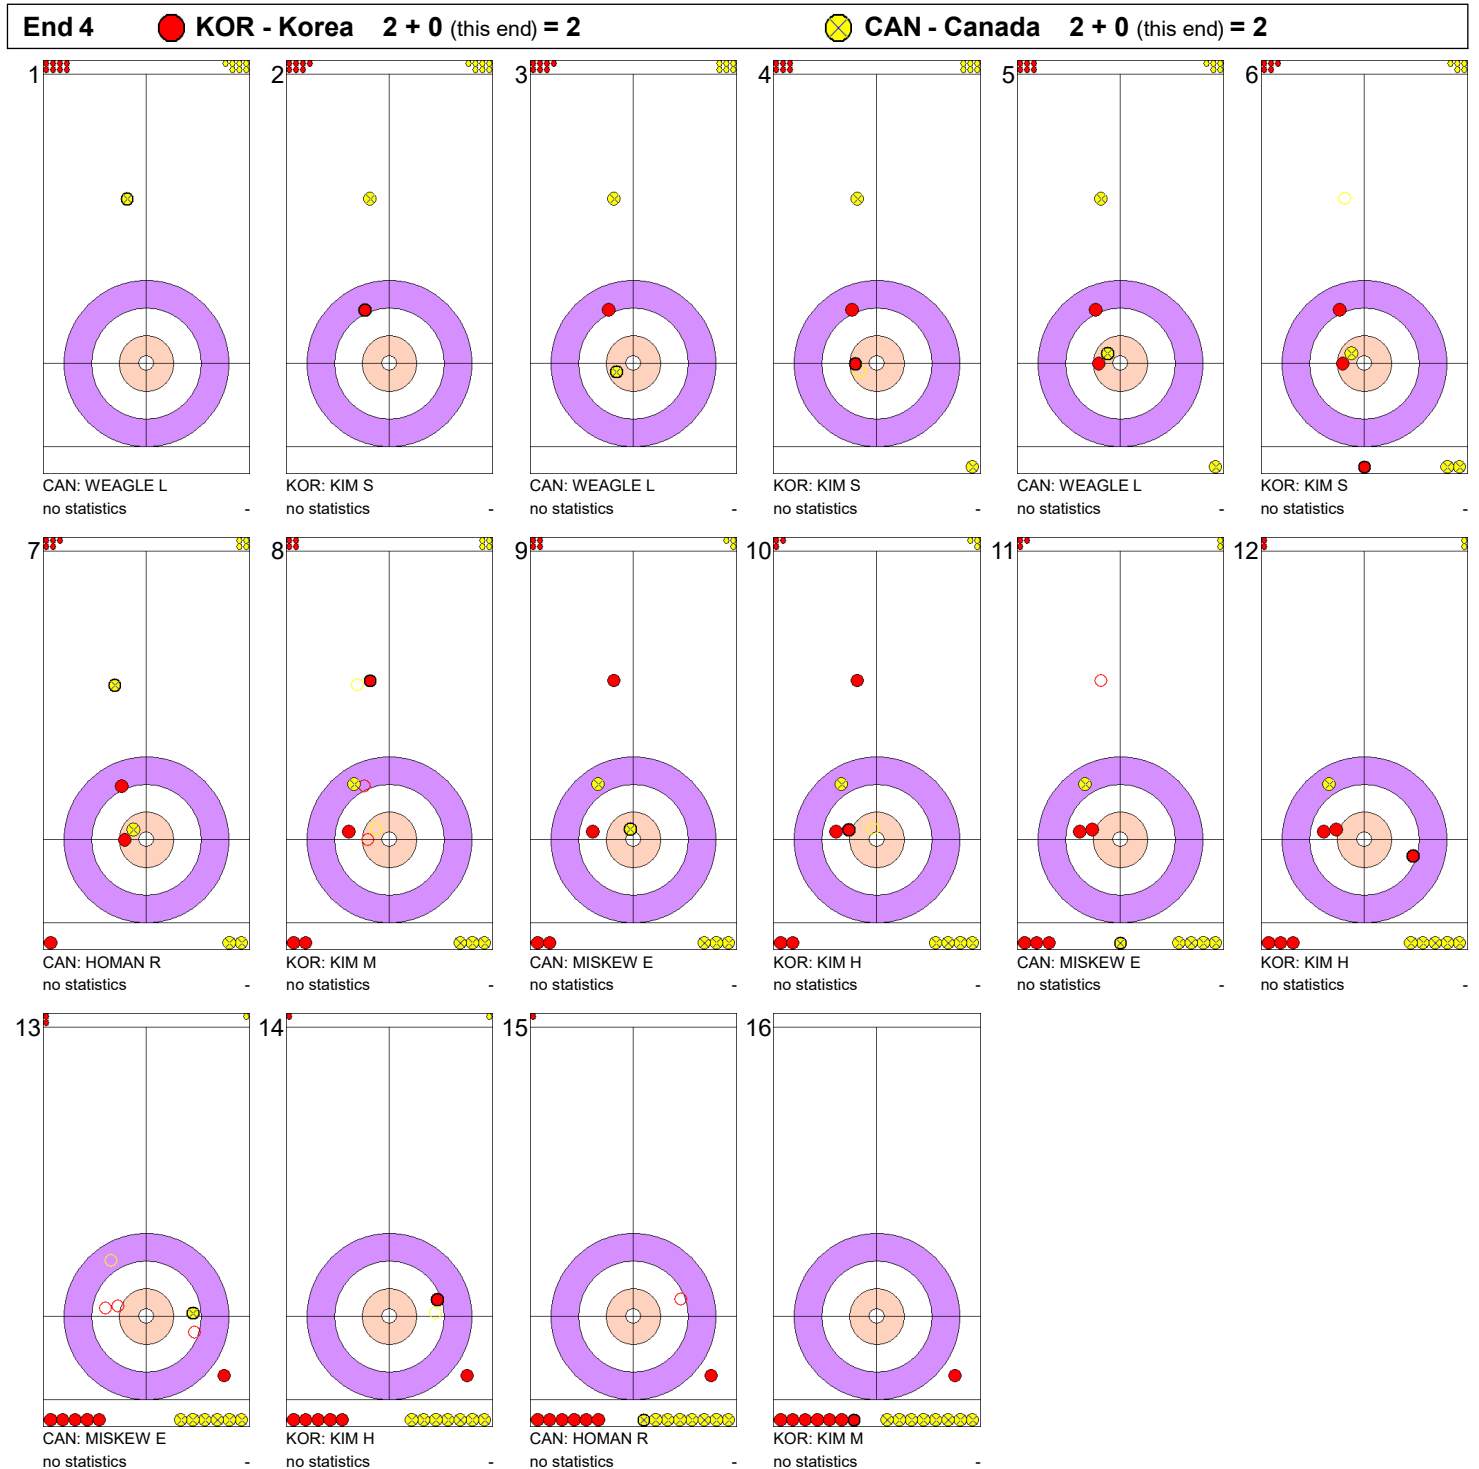 End 4 KOR - Korea 2 + 0 (this end) = 2 CAN - Canada 2 + 0 (this end) = 2
1 2 3 4 5 6
CAN: WEAGLE L KOR: KIM S CAN: WEAGLE L KOR: KIM S CAN: WEAGLE L KOR: KIM S
no statistics - no statistics - no statistics - no statistics - no statistics - no statistics -
7 8 9 10 11 12
CAN: HOMAN R KOR: KIM M CAN: MISKEW E KOR: KIM H CAN: MISKEW E KOR: KIM H
no statistics - no statistics - no statistics - no statistics - no statistics - no statistics -
13 14 15 16
CAN: MISKEW E KOR: KIM H CAN: HOMAN R KOR: KIM M
no statistics - no statistics - no statistics - no statistics -